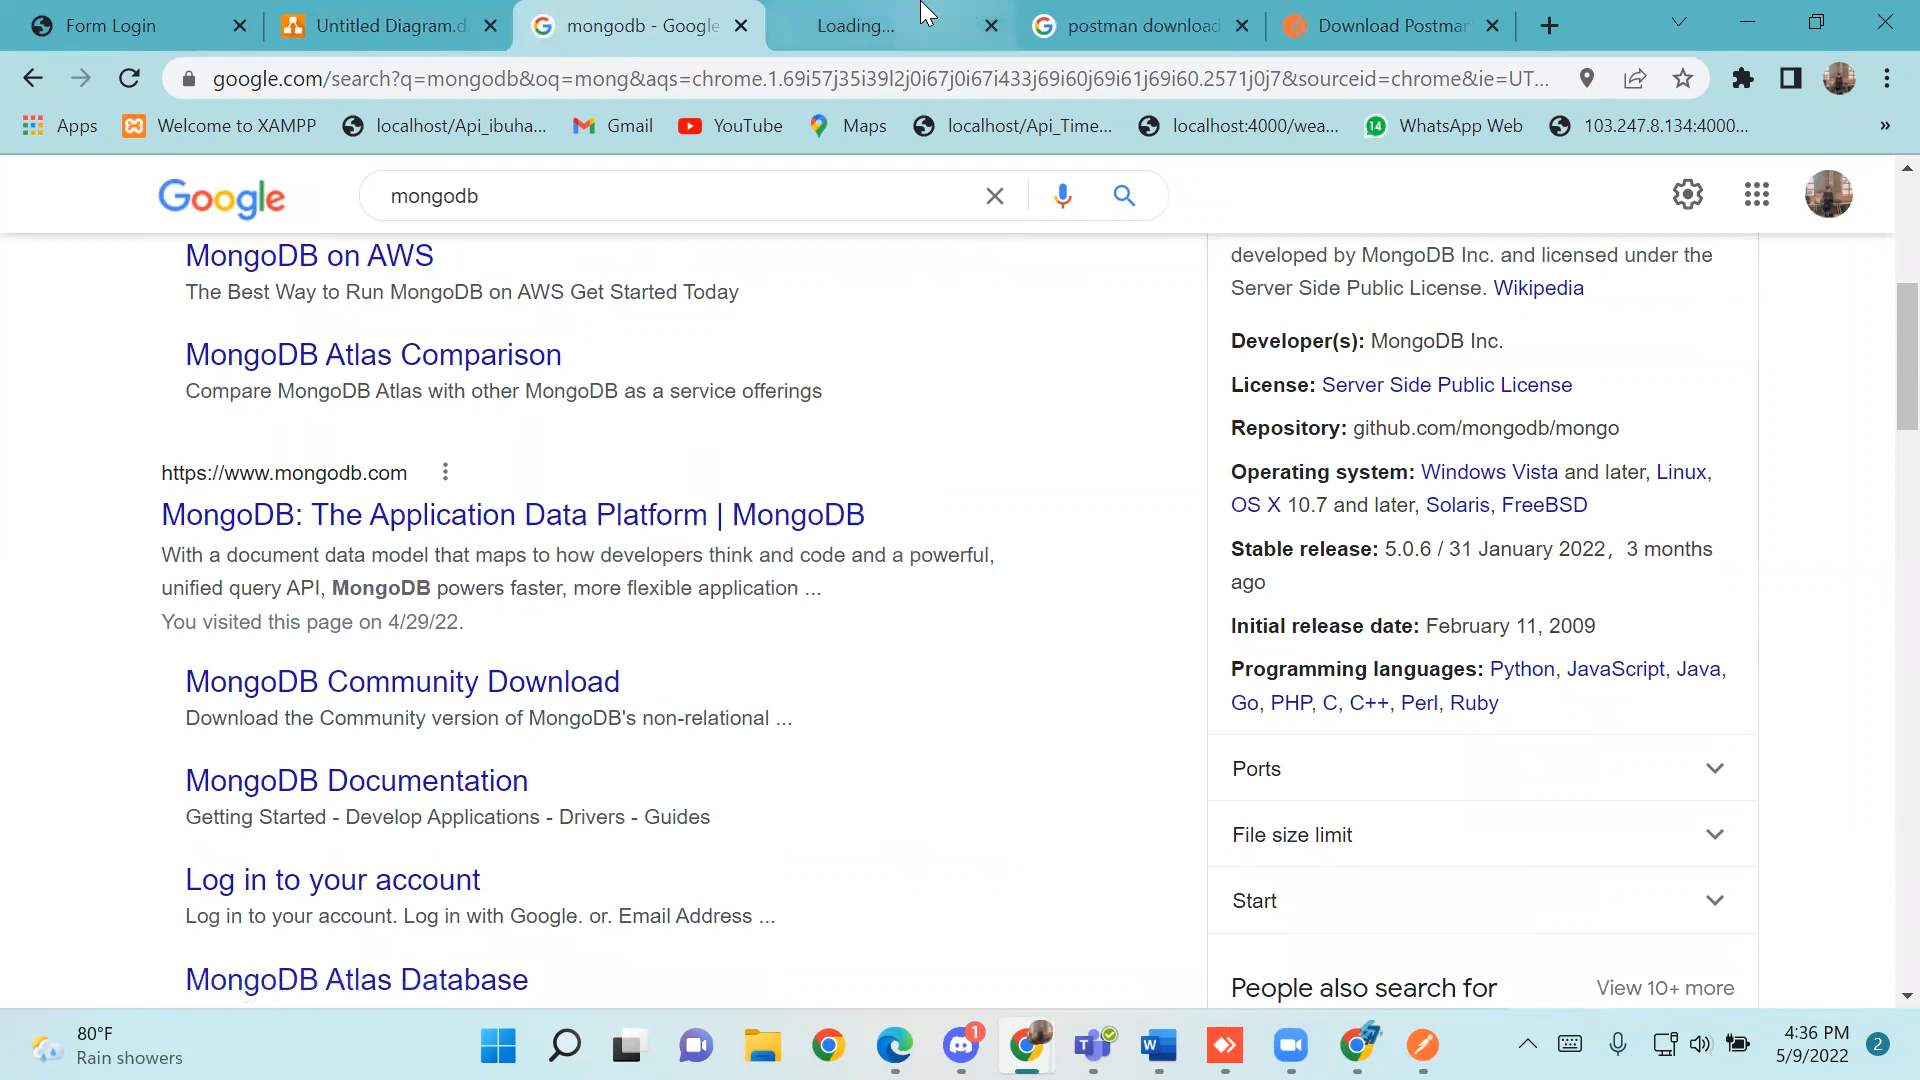 Form Login
Untitled Diagram.d
mongodb - Google
Loading...
postman download
Download Postman
google.com/search?q=mongodb&oq=mong&aqs=chrome.1.69i57j35i39l2j0i67j0i67i433j69i60j69i61j69i60.2571j0j7&sourceid=chrome&ie=UT...
Apps
Welcome to XAMPP
localhost/Api_ibuha...
Gmail
YouTube
Maps
localhost/Api_Time...
localhost:4000/wea...
14
WhatsApp Web
103.247.8.134:4000...
»
Google
mongodb
MongoDB on AWS
The Best Way to Run MongoDB on AWS Get Started Today
MongoDB Atlas Comparison
Compare MongoDB Atlas with other MongoDB as a service offerings
https://www.mongodb.com
MongoDB: The Application Data Platform | MongoDB
With a document data model that maps to how developers think and code and a powerful,
unified query API, MongoDB powers faster, more flexible application ...
You visited this page on 4/29/22.
MongoDB Community Download
Download the Community version of MongoDB's non-relational ...
MongoDB Documentation
Getting Started - Develop Applications - Drivers - Guides
Log in to your account
Log in to your account. Log in with Google. or. Email Address ...
MongoDB Atlas Database
developed by MongoDB Inc. and licensed under the
Server Side Public License. Wikipedia
Developer(s): MongoDB Inc.
License: Server Side Public License
Repository: github.com/mongodb/mongo
Operating system: Windows Vista and later, Linux,
OS X 10.7 and later, Solaris, FreeBSD
Stable release: 5.0.6 / 31 January 2022, 3 months
ago
Initial release date: February 11, 2009
Programming languages: Python, JavaScript, Java,
Go, PHP, C, C++, Perl, Ruby
Ports
File size limit
Start
People also search for
View 10+ more
80°F
Rain showers
1
4:36 PM
5/9/2022
2